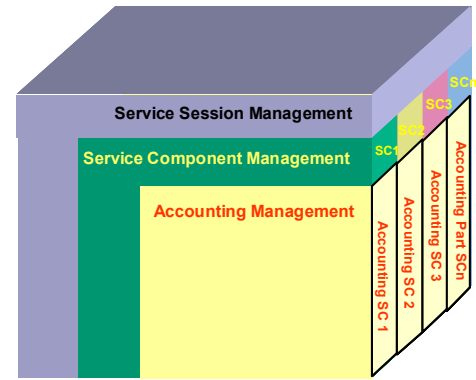 SCn
SC3
Service Session Management
SC2
SC1
Service Component Management
Accounting Management
Accounting SC 1
Accounting SC 2
Accounting SC 3
Accounting Part SCn